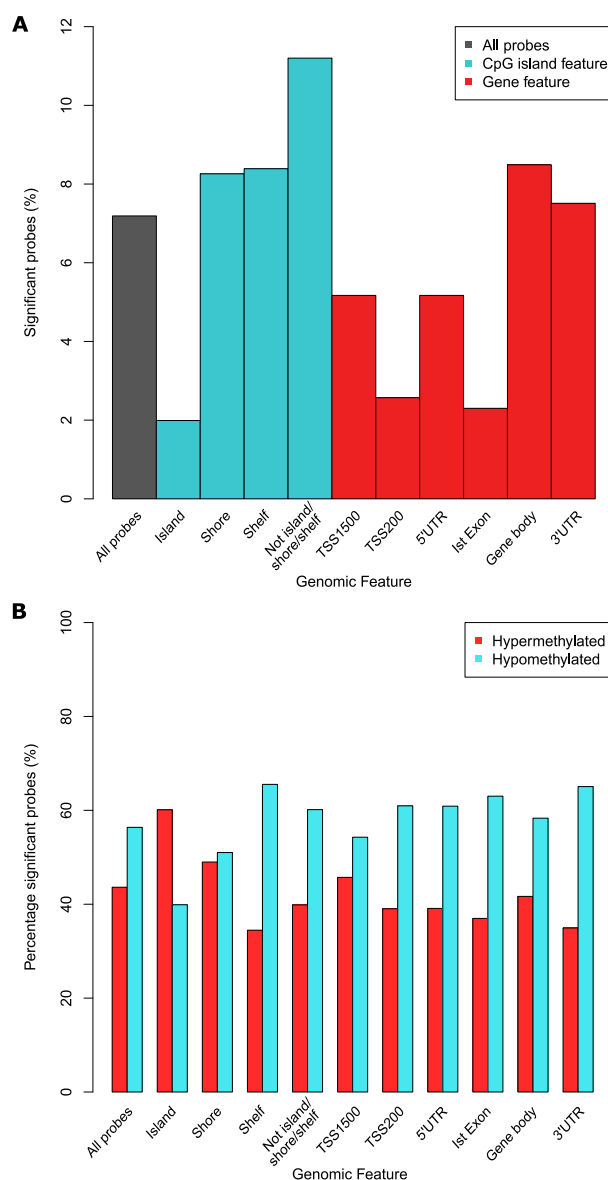 A
12
10
8
6
4
2
0
Significant probes (%)
All probes
CpG island feature
Gene feature
All probes
Island
Shore
Shelf
Not island/
shore/shelf
TSS1500
TSS200
5'UTR
Ist Exon
Gene body
3'UTR
Genomic Feature
B
100
80
60
40
20
0
Percentage significant probes (%)
Hypermethylated
Hypomethylated
All probes
Island
Shore
Shelf
Not island/
shore/shelf
TSS1500
TSS200
5'UTR
Ist Exon
Gene body
3'UTR
Genomic Feature